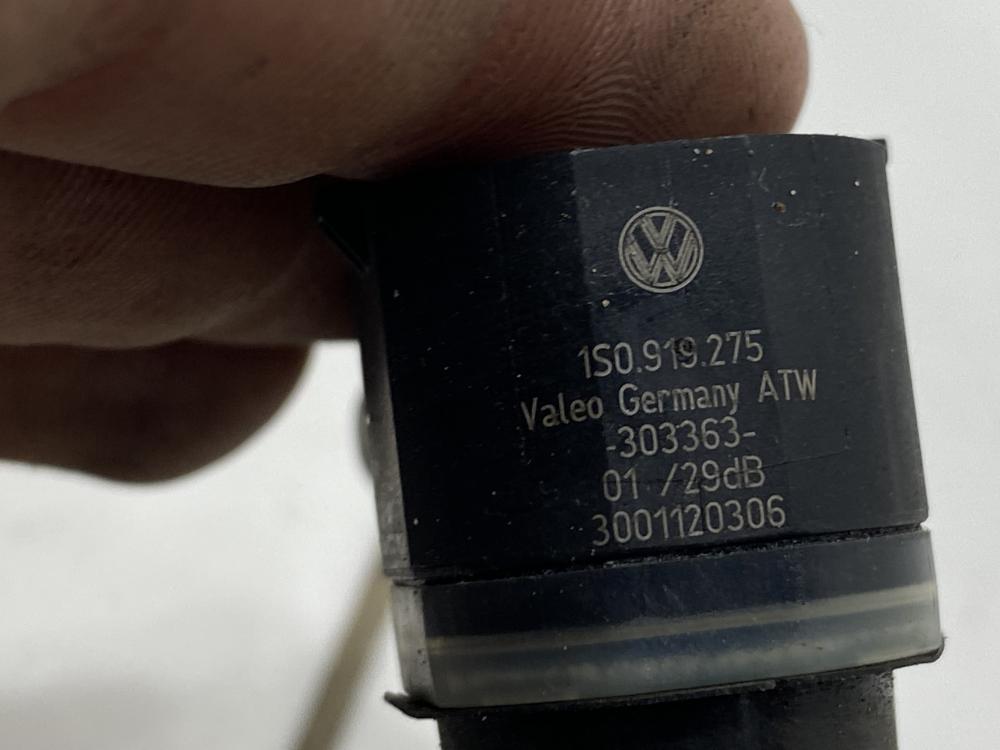 1S0.919.275
Valeo Germany ATW
-303363-
01 /29dB
3001120306